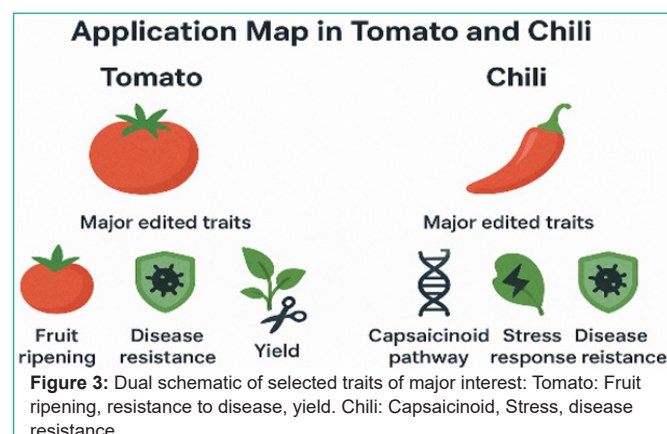 Application Map in Tomato and Chili
Tomato
Chili
Major edited traits
Major edited traits
Fruit
ripening
Disease
resistance
Yield
Capsaicinoid
pathway
Stress
response
Disease
reistance
Figure 3: Dual schematic of selected traits of major interest: Tomato: Fruit
ripening, resistance to disease, yield. Chili: Capsaicinoid, Stress, disease
resistance